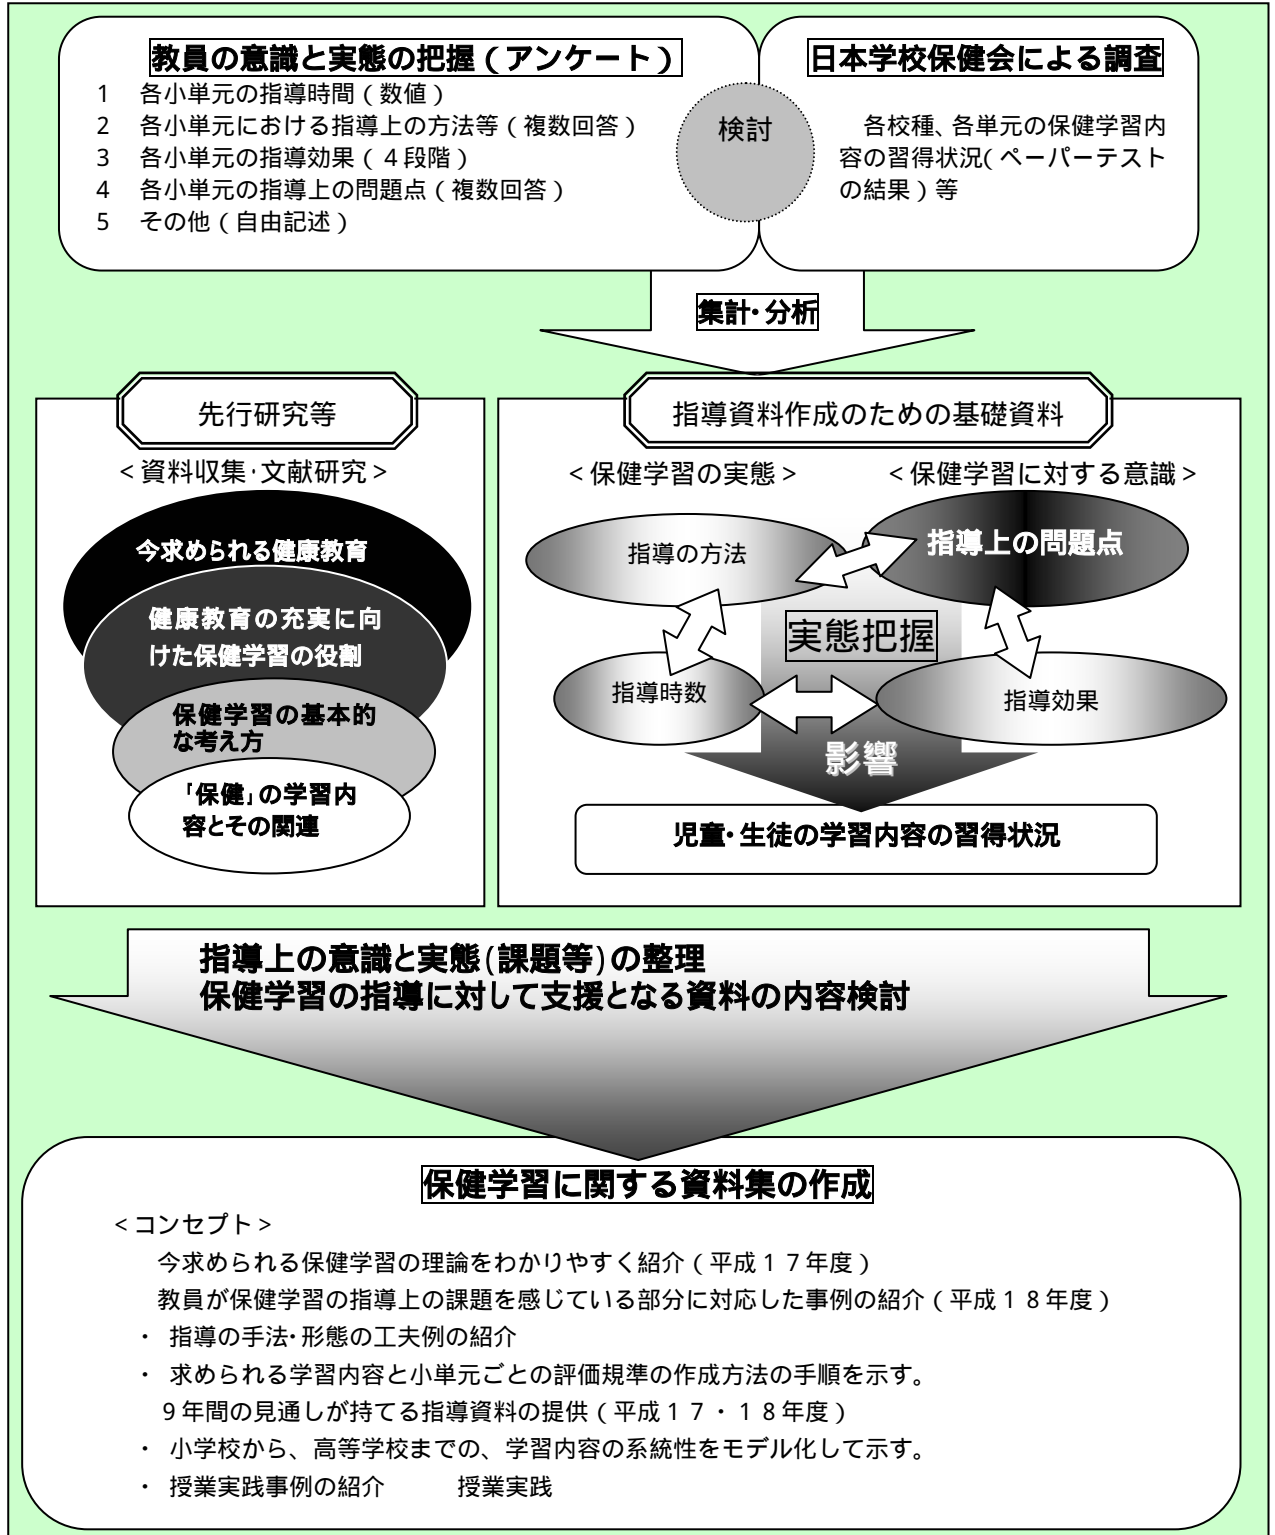 教員の意識と実態の把握(アンケート)
1 各小単元の指導時間(数値)
2 各小単元における指導上の方法等(複数回答)
3 各小単元の指導効果(4段階)
4 各小単元の指導上の問題点(複数回答)
5 その他(自由記述)
検討
日本学校保健会による調査
各校種、各単元の保健学習内
容の習得状況(ペーパーテスト
の結果)等
集計・分析
先行研究等
<資料収集・文献研究>
今求められる健康教育
健康教育の充実に向
けた保健学習の役割
保健学習の基本的
な考え方
「保健」の学習内
容とその関連
指導資料作成のための基礎資料
<保健学習の実態>
<保健学習に対する意識>
指導の方法
指導上の問題点
実態把握
指導時数
指導効果
影響
児童・生徒の学習内容の習得状況
指導上の意識と実態(課題等)の整理
保健学習の指導に対して支援となる資料の内容検討
保健学習に関する資料集の作成
<コンセプト>
今求められる保健学習の理論をわかりやすく紹介(平成17年度)
教員が保健学習の指導上の課題を感じている部分に対応した事例の紹介(平成18年度)
・ 指導の手法・形態の工夫例の紹介
・ 求められる学習内容と小単元ごとの評価規準の作成方法の手順を示す。
9年間の見通しが持てる指導資料の提供(平成17・18年度)
・ 小学校から、高等学校までの、学習内容の系統性をモデル化して示す。
・ 授業実践事例の紹介 授業実践